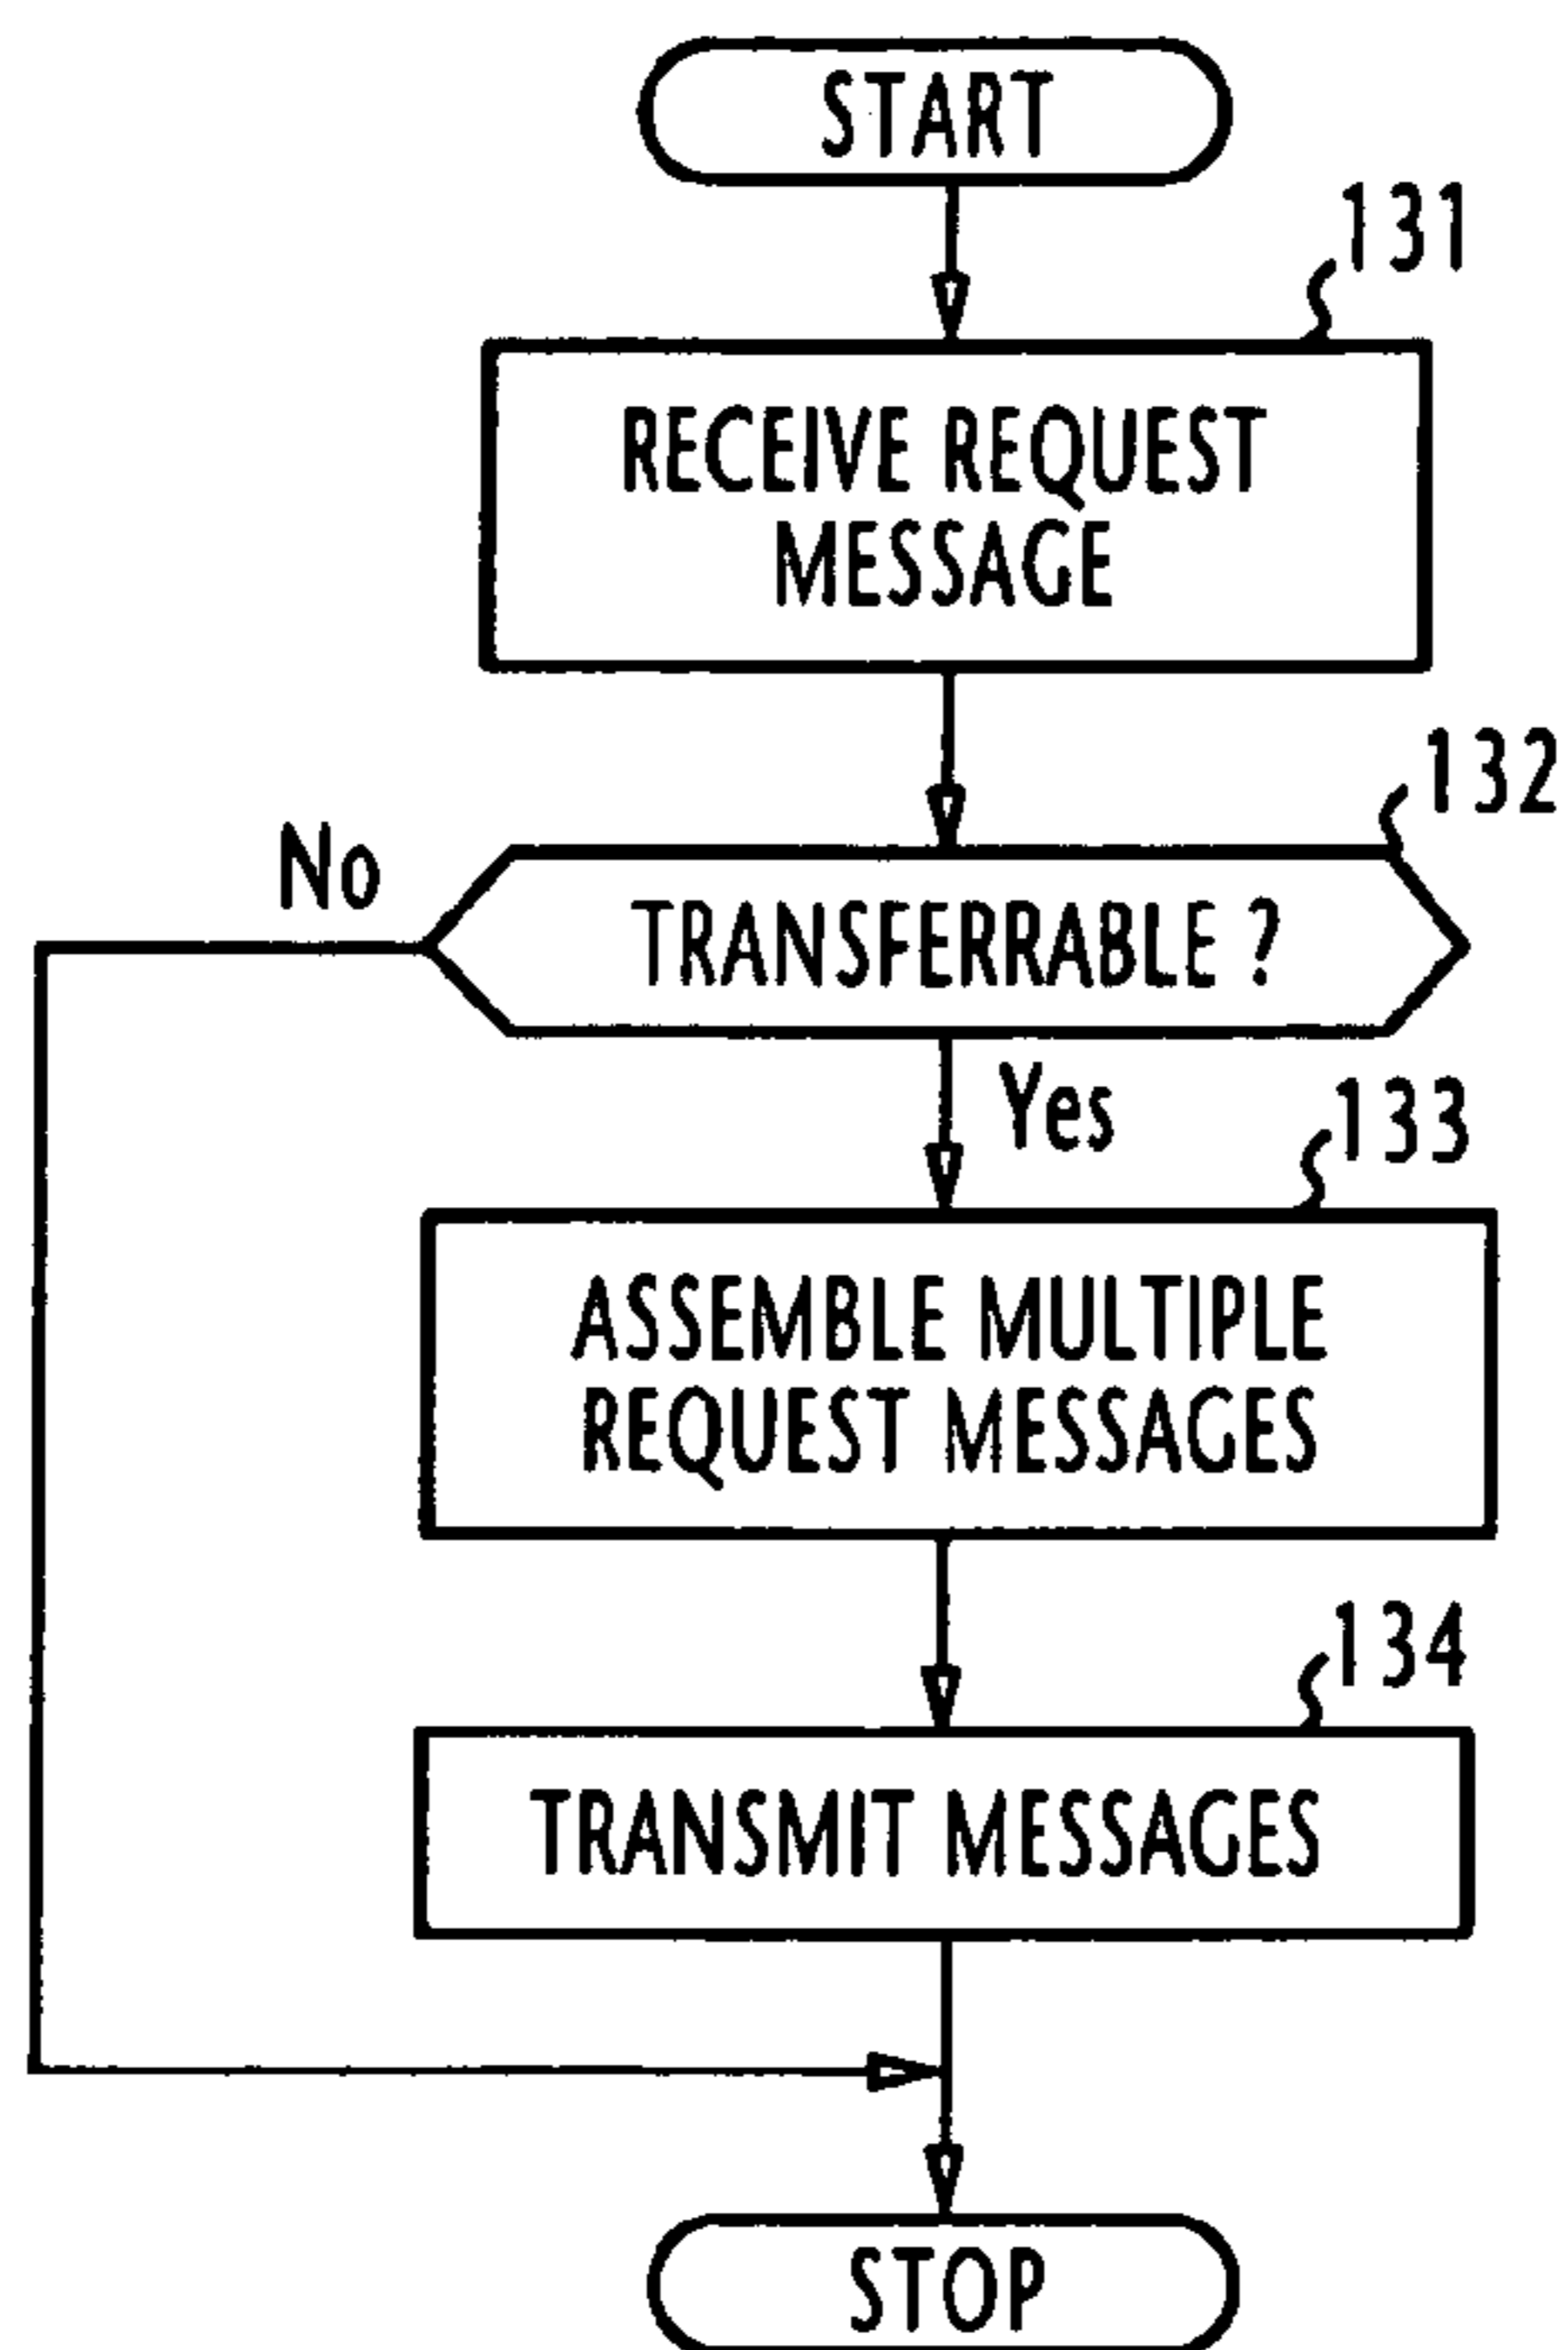 START
131
RECEIVE REQUEST
MESSAGE
132
No
TRANSFERRABLE ?
Yes
133
ASSEMBLE MULTIPLE
REQUEST MESSAGES
134
TRANSMIT MESSAGES
STOP